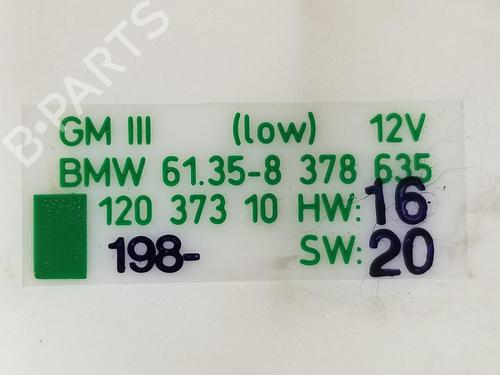 B-PARTS
GM III (low) 12V
BMW 61.35-8 378 635
120 373 10 HW: 16
198- SW: 20